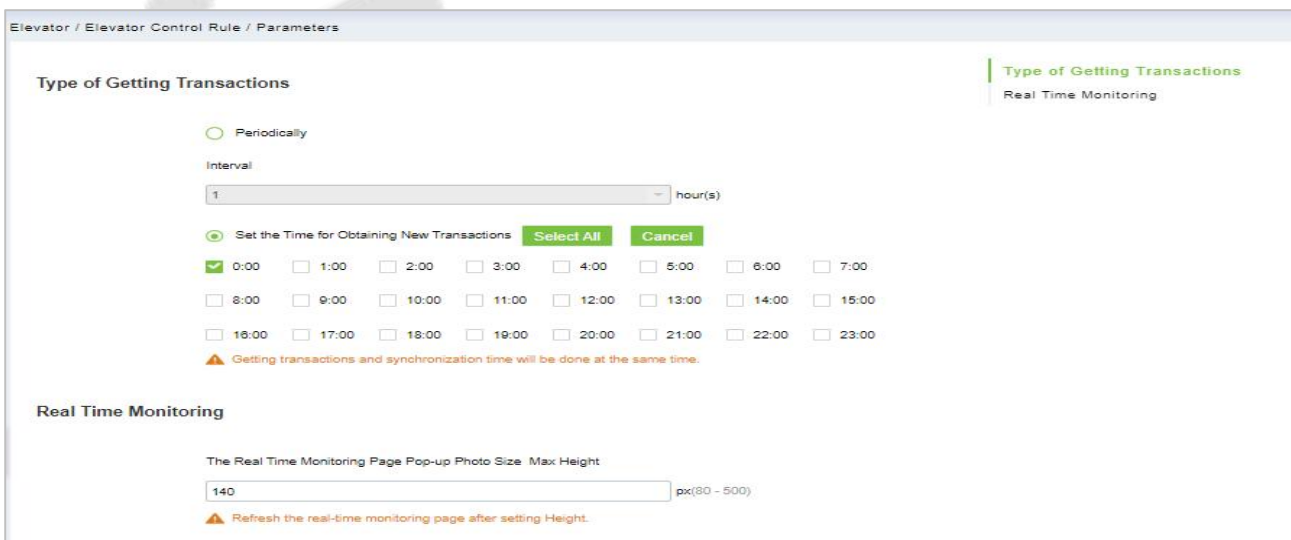 Elevator / Elevator Control Rule / Parameters
Type of Getting Transactions
Type of Getting Transactions
Real Time Monitoring
Periodically
Interval
1 hour(s)
Set the Time for Obtaining New Transactions Select All Cancel
0:00 1:00 2:00 3:00 4:00 5:00 6:00 7:00
8:00 9:00 10:00 11:00 12:00 13:00 14:00 15:00
16:00 17:00 18:00 19:00 20:00 21:00 22:00 23:00
Getting transactions and synchronization time will be done at the same time.
Real Time Monitoring
The Real Time Monitoring Page Pop-up Photo Size Max Height
140 px(80 - 500)
Refresh the real-time monitoring page after setting Height.